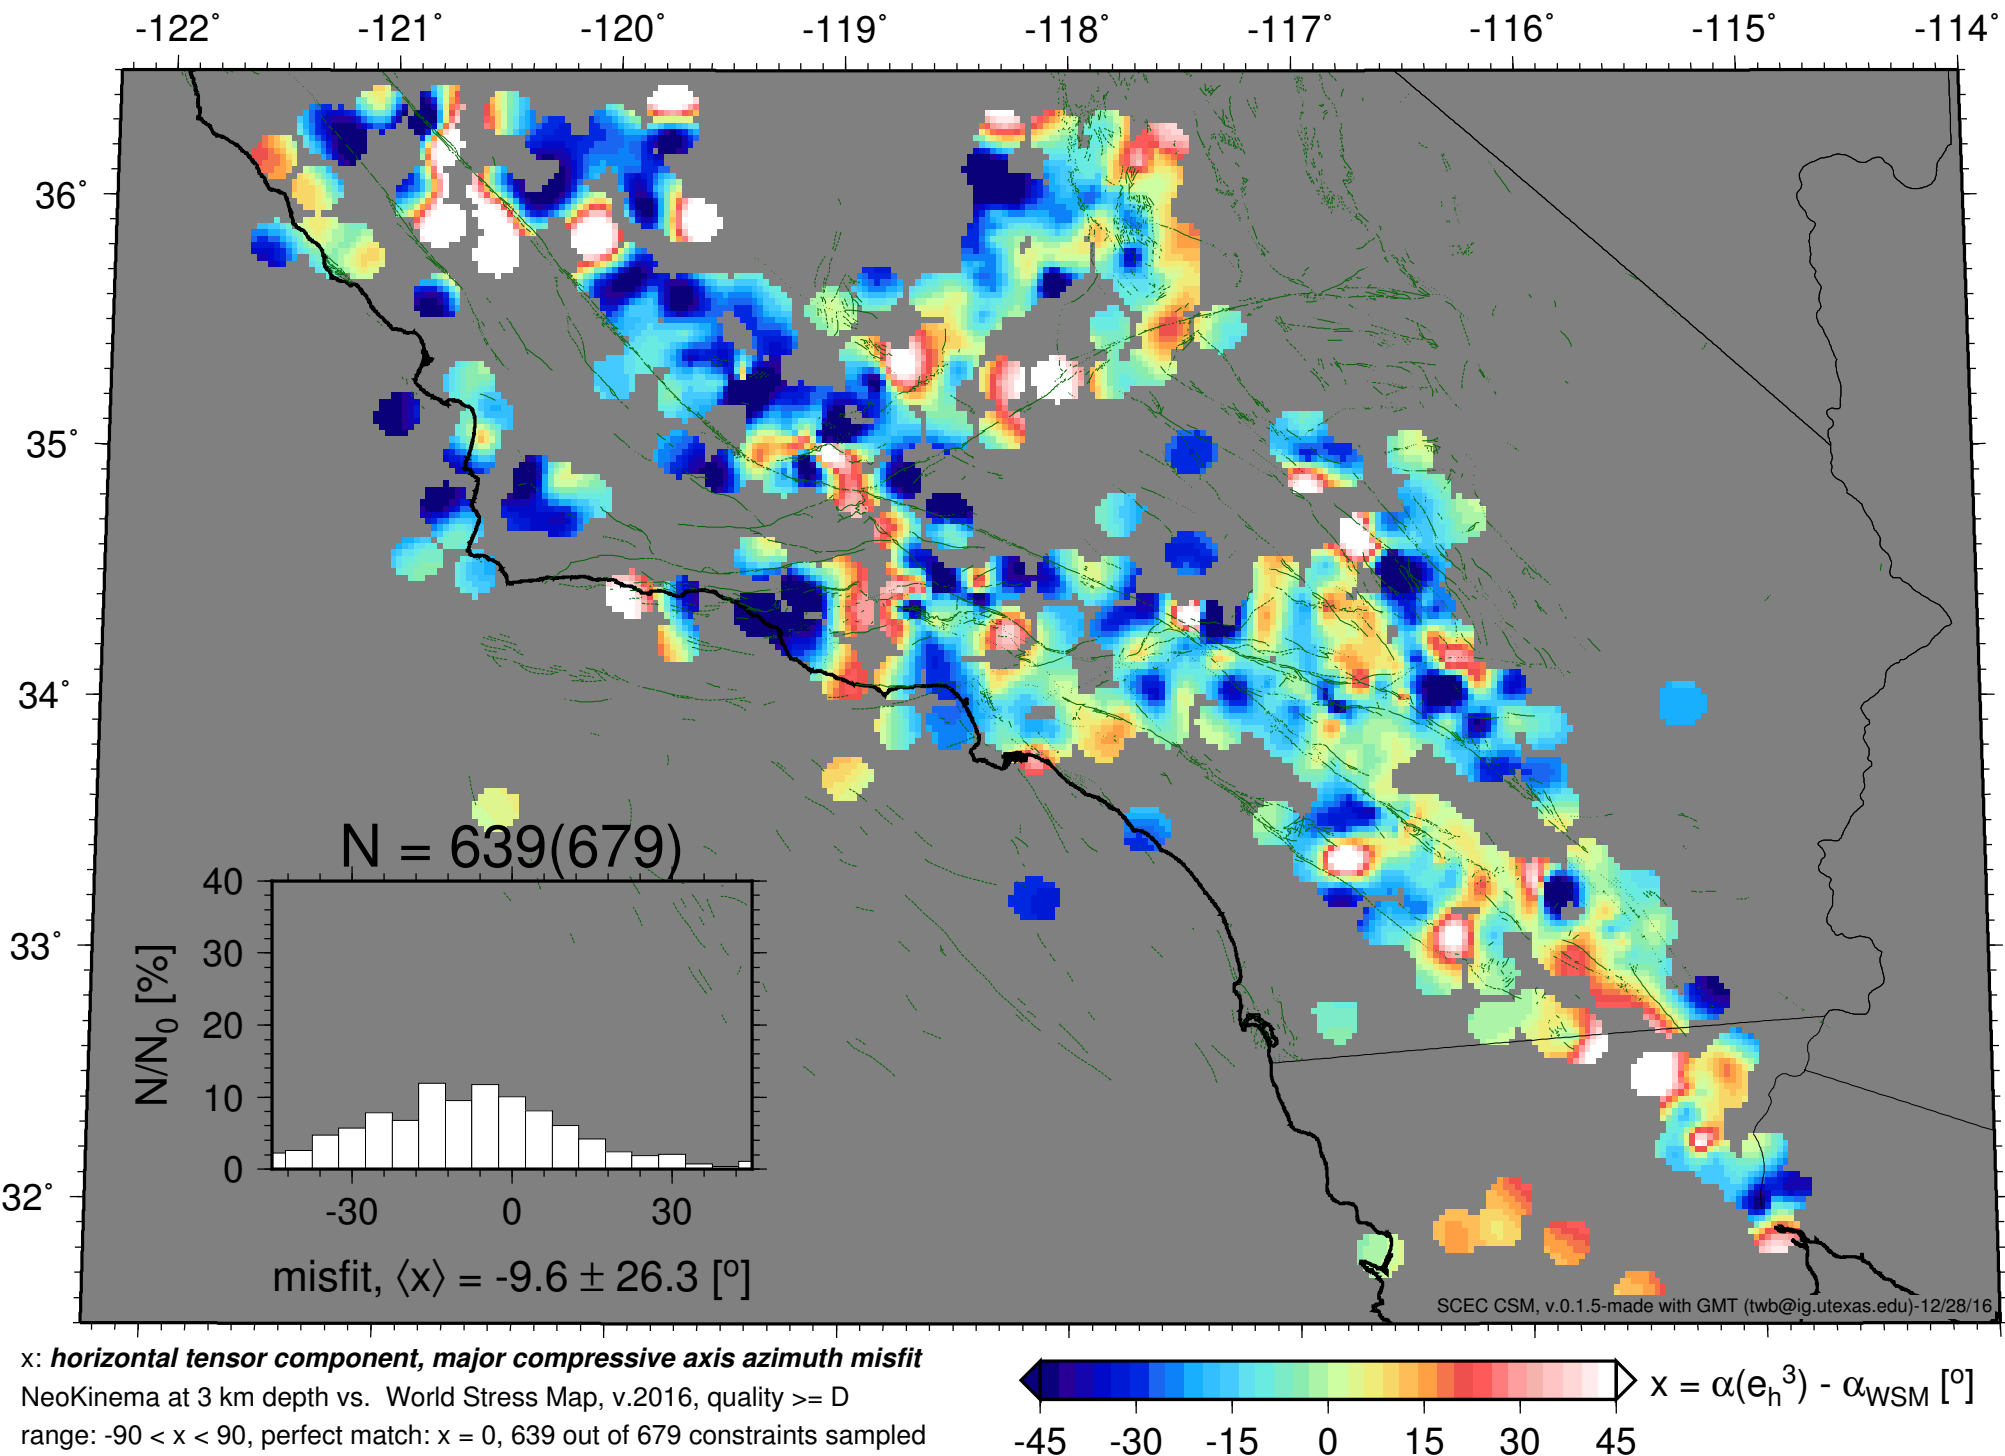 -122° -121° -120° -119° -118° -117° -116° -115° -114°
36°
35°
34°
33°
32°
N = 639(679)
40
30
20
10
0
N/N0 [%]
-30 0 30
misfit, ⟨x⟩ = -9.6 ± 26.3 [°]
SCEC CSM, v.0.1.5-made with GMT (twb@ig.utexas.edu)-12/28/16
x: horizontal tensor component, major compressive axis azimuth misfit
NeoKinema at 3 km depth vs. World Stress Map, v.2016, quality >= D
range: -90 < x < 90, perfect match: x = 0, 639 out of 679 constraints sampled
x = α(eh3) - αWSM [°]
-45 -30 -15 0 15 30 45